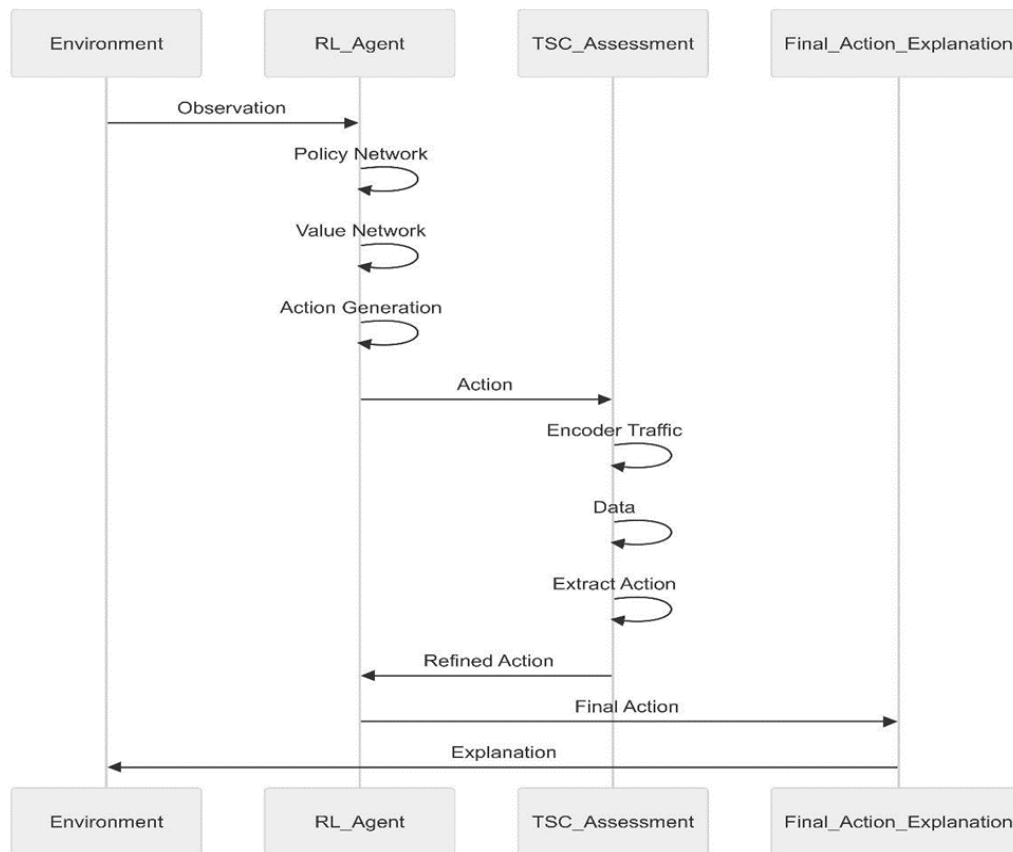 Environment
RL_Agent
TSC_Assessment
Final_Action_Explanation
Observation
Policy Network
Value Network
Action Generation
Action
Encoder Traffic
Data
Extract Action
Refined Action
Final Action
Explanation
Environment
RL_Agent
TSC_Assessment
Final_Action_Explanation